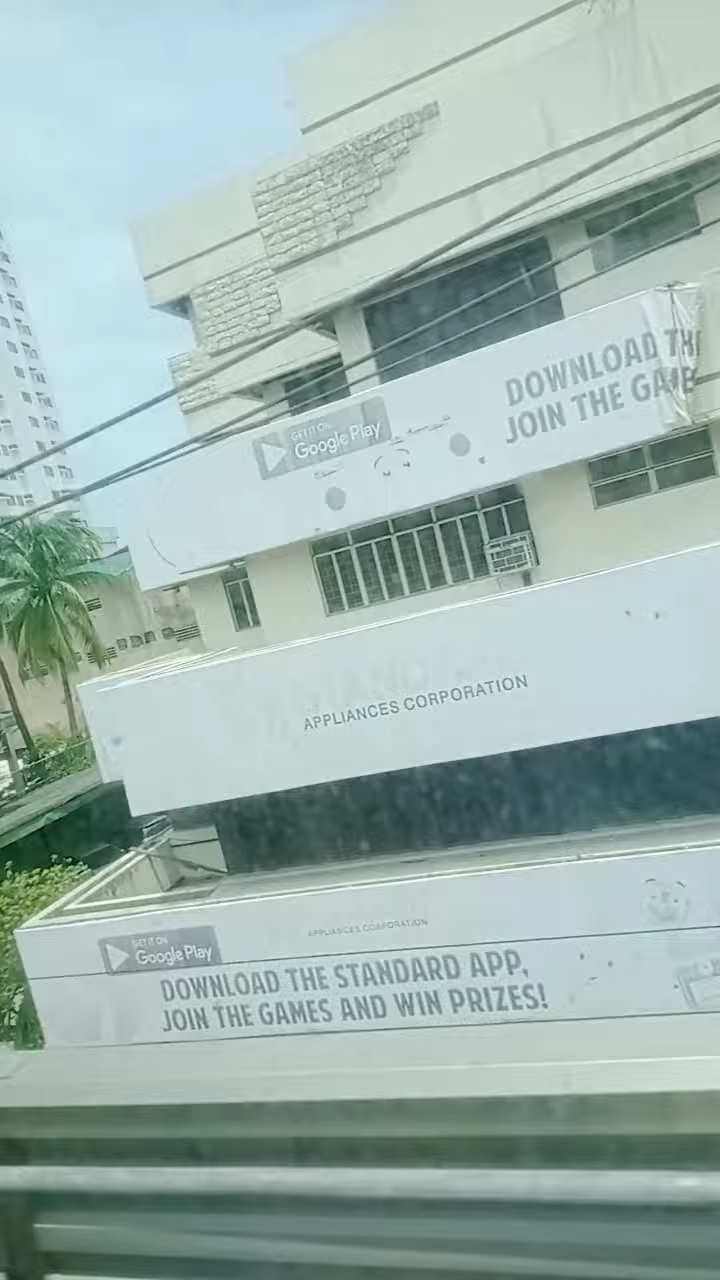 GET IT ON
Google Play
DOWNLOAD TH
JOIN THE GAME
APPLIANCES CORPORATION
APPLIANCES CORPORATION
GET IT ON
Google Play
DOWNLOAD THE STANDARD APP,
JOIN THE GAMES AND WIN PRIZES!